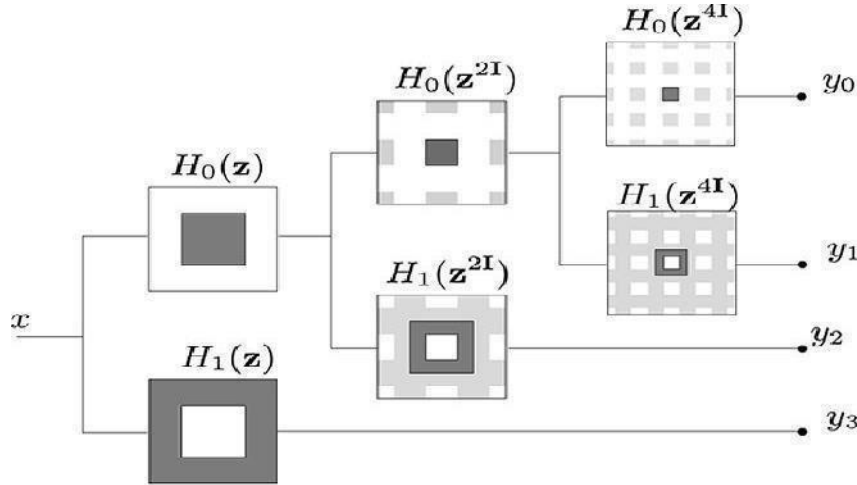 H₀(𝐳⁴ᴵ)
y₀
H₀(𝐳²ᴵ)
H₀(𝐳)
H₁(𝐳⁴ᴵ)
y₁
H₁(𝐳²ᴵ)
x
y₂
H₁(𝐳)
y₃